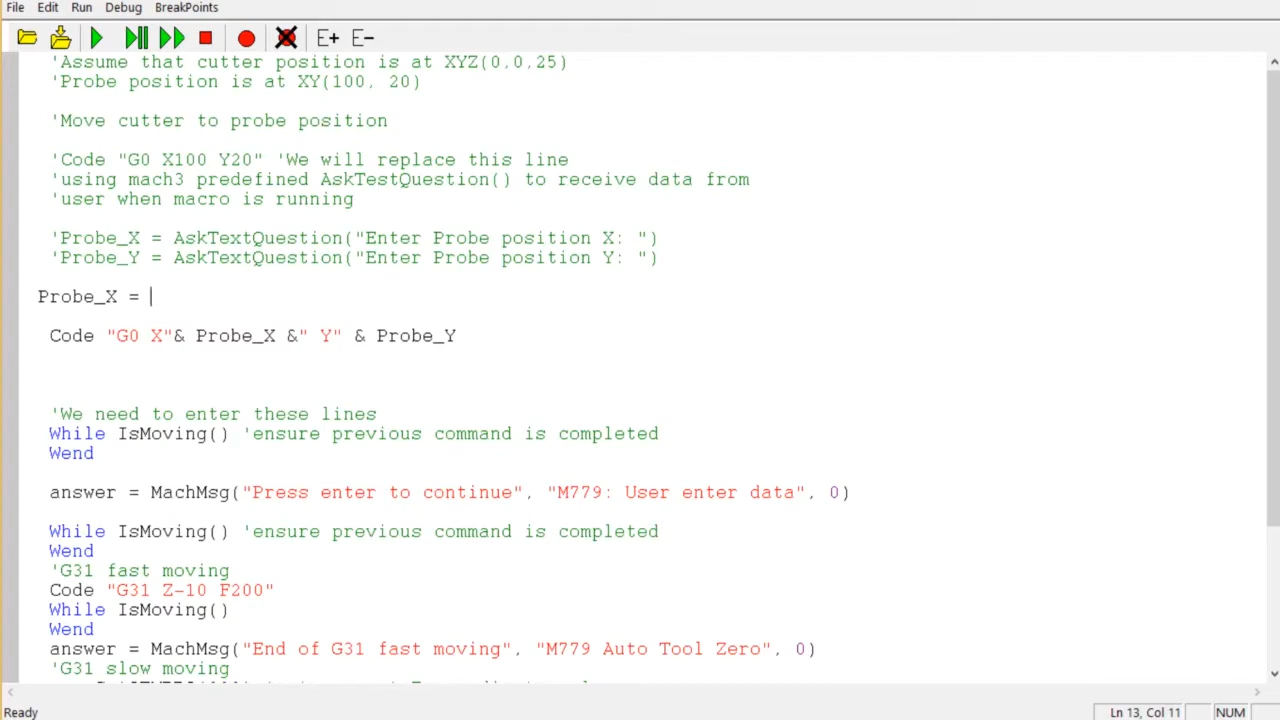 File Edit Run Debug BreakPoints
E+ E-
'Assume that cutter position is at XYZ(0,0,25)
'Probe position is at XY(100, 20)
'Move cutter to probe position
'Code "G0 X100 Y20" 'We will replace this line
'using mach3 predefined AskTestQuestion() to receive data from
'user when macro is running
'Probe_X = AskTextQuestion("Enter Probe position X: ")
'Probe_Y = AskTextQuestion("Enter Probe position Y: ")
Probe_X =
Code "G0 X"& Probe_X &" Y" & Probe_Y
'We need to enter these lines
While IsMoving() 'ensure previous command is completed
Wend
answer = MachMsg("Press enter to continue", "M779: User enter data", 0)
While IsMoving() 'ensure previous command is completed
Wend
'G31 fast moving
Code "G31 Z-10 F200"
While IsMoving()
Wend
answer = MachMsg("End of G31 fast moving", "M779 Auto Tool Zero", 0)
'G31 slow moving
Ready Ln 13, Col 11 NUM